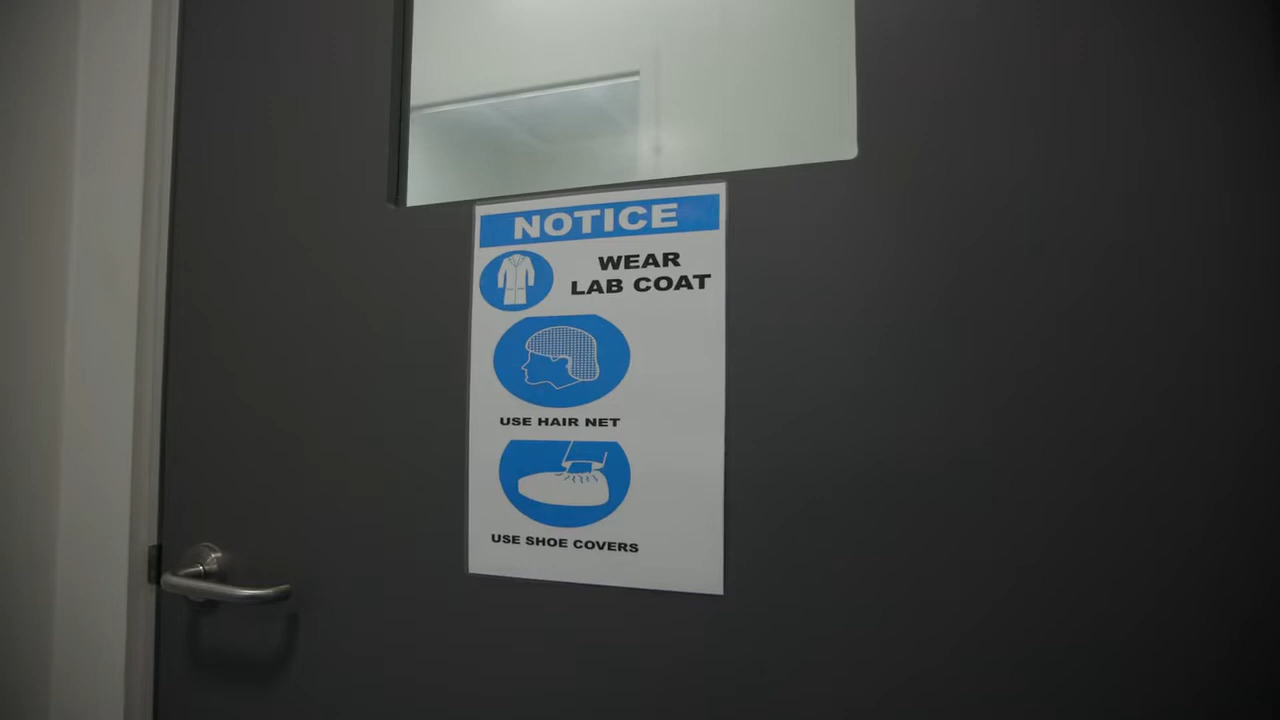 NOTICE
WEAR
LAB COAT
USE HAIR NET
USE SHOE COVERS